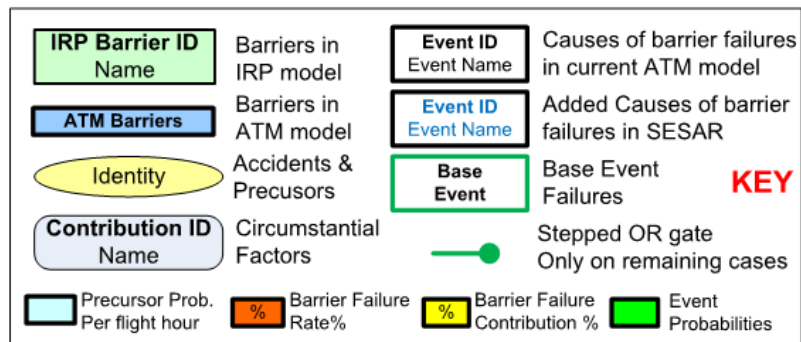 IRP Barrier ID
Name
Barriers in
IRP model
Event ID
Event Name
Causes of barrier failures
in current ATM model
ATM Barriers
Barriers in
ATM model
Event ID
Event Name
Added Causes of barrier
failures in SESAR
Identity
Accidents &
Precusors
Base
Event
Base Event
Failures
KEY
Contribution ID
Name
Circumstantial
Factors
Stepped OR gate
Only on remaining cases
Precursor Prob.
Per flight hour
%
Barrier Failure
Rate%
%
Barrier Failure
Contribution %
Event
Probabilities